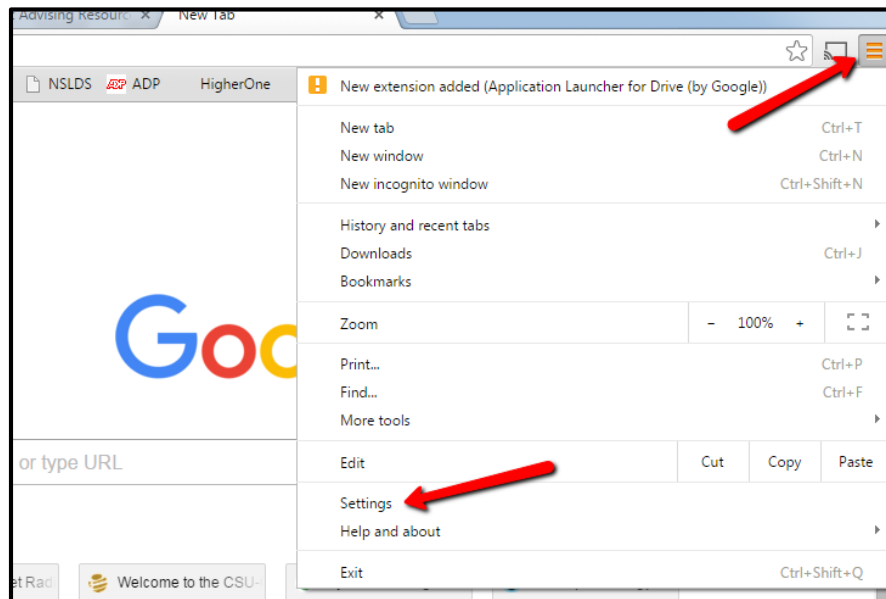 Advising Resourc
New Tab
NSLDS ADP ADP HigherOne
New extension added (Application Launcher for Drive (by Google))
New tab Ctrl+T
New window Ctrl+N
New incognito window Ctrl+Shift+N
History and recent tabs
Downloads Ctrl+J
Bookmarks
Zoom - 100% +
Print... Ctrl+P
Find... Ctrl+F
More tools
Goo
or type URL
Edit Cut Copy Paste
Settings
Help and about
Exit Ctrl+Shift+Q
et Rad
Welcome to the CSU-